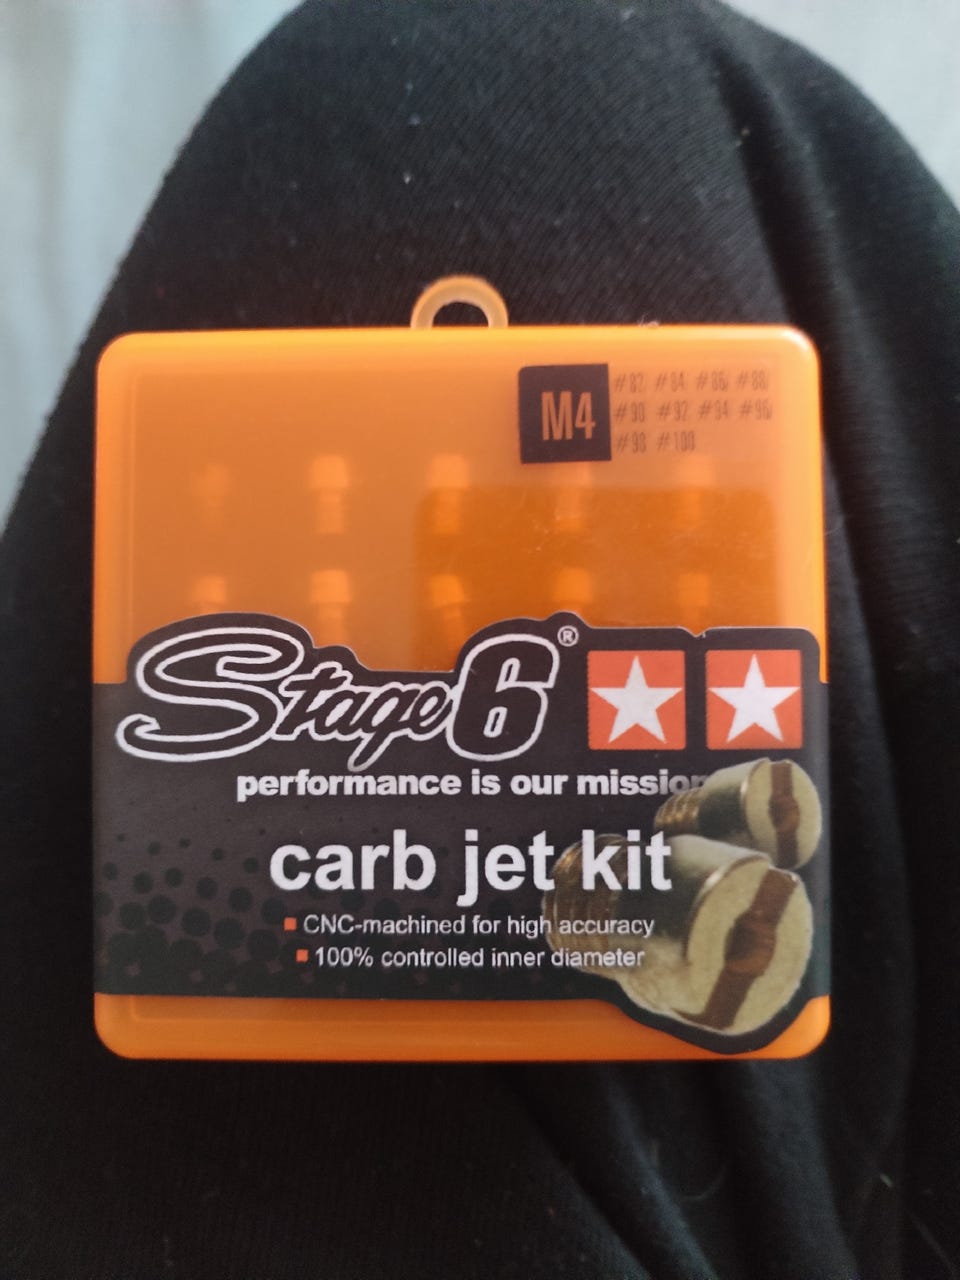 M4
#82/ #84/ #86/ #88/
#90/ #92/ #94/ #96/
#98/ #100
Stage6®
performance is our mission
carb jet kit
CNC-machined for high accuracy
100% controlled inner diameter